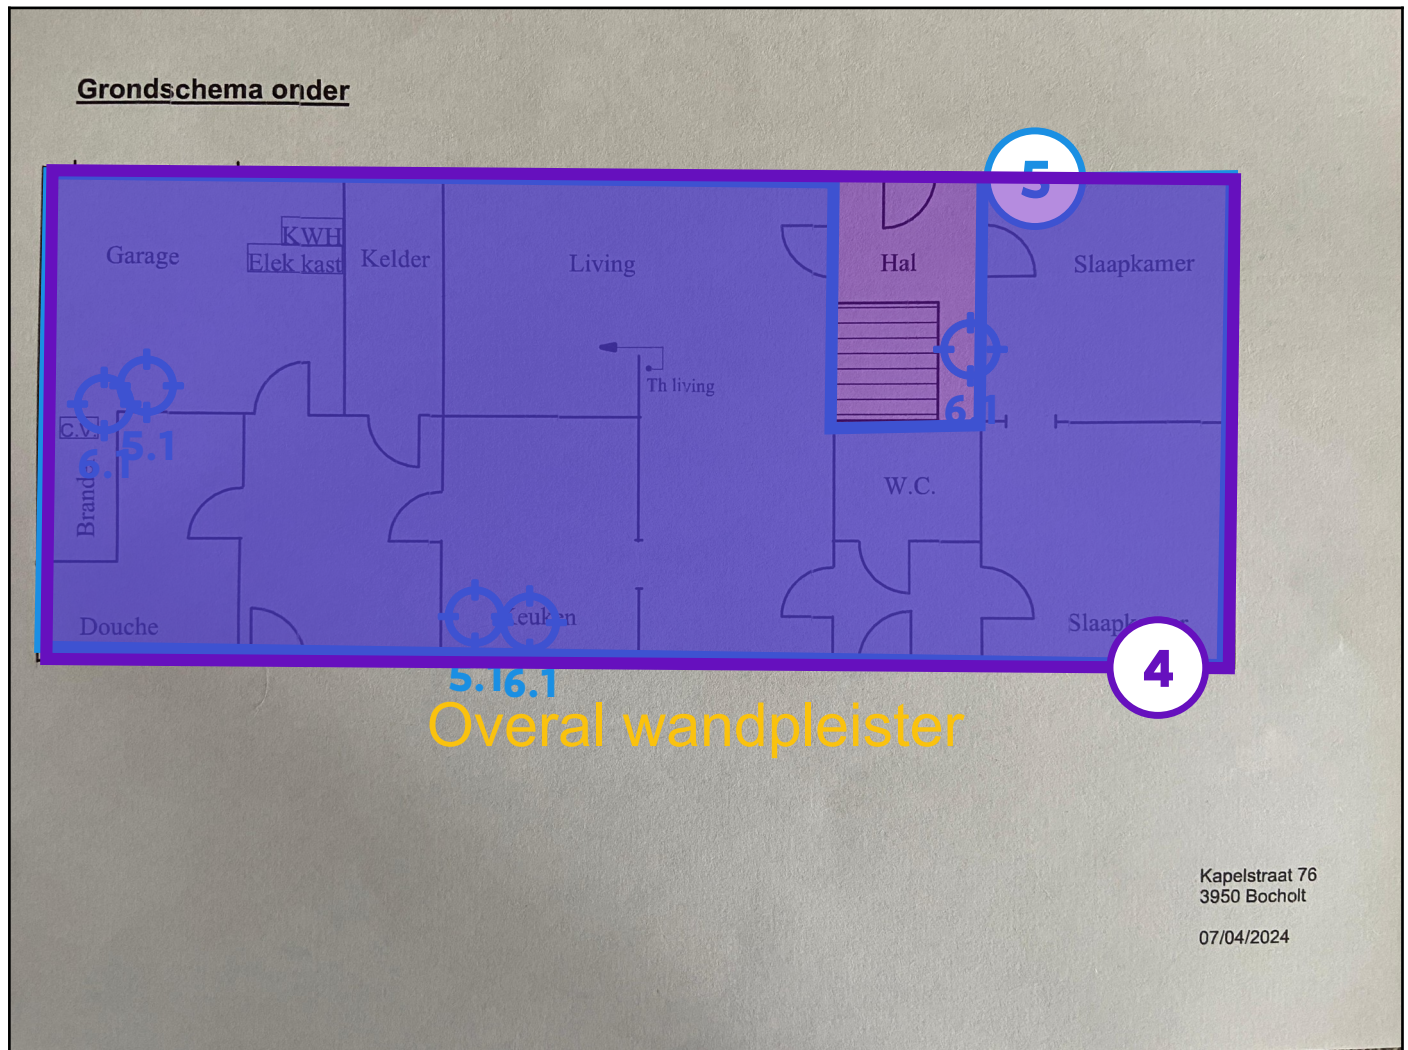 Grondschema onder
5
KWH
Garage
Elek kast
Kelder
Living
Hal
Slaapkamer
Th living
6.1
C.V.
5.1
6.1
Brand
W.C.
Keuken
Douche
Slaapkamer
4
5.1
6.1
Overal wandpleister
Kapelstraat 76
3950 Bocholt
07/04/2024